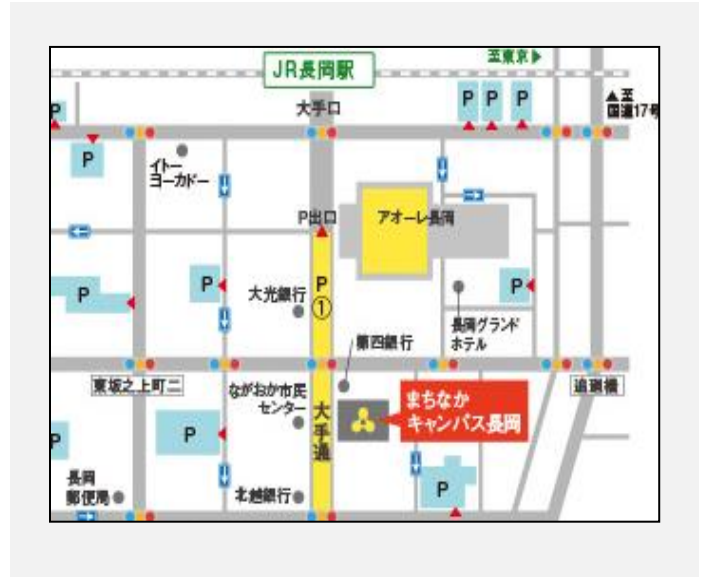 至東京▶
JR長岡駅
大手口
P P P
▲至
国道17号
P
P
イトー
ヨーカドー
P出口
アオーレ長岡
P
P
大光銀行
P
①
P
長岡グランド
ホテル
第四銀行
東坂之上町二
ながおか市民
センター
大手通
まちなか
キャンパス長岡
追廻橋
P
P
長岡
郵便局
北越銀行
P